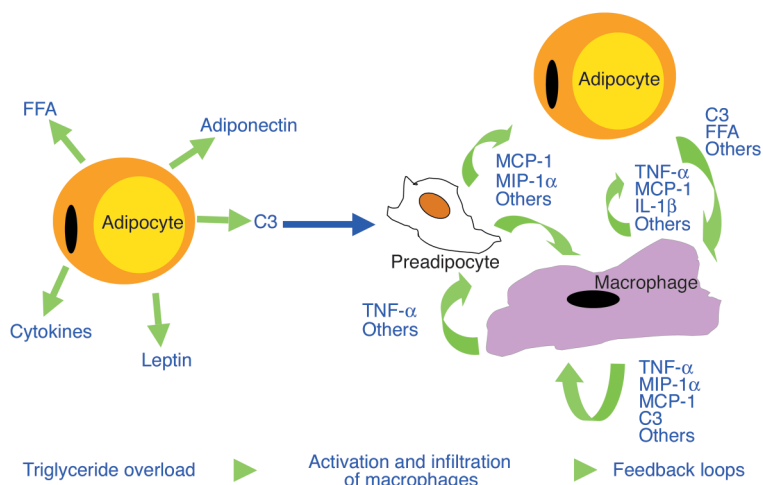 FFA
Adiponectin
Adipocyte
C3
Cytokines
Leptin
Adipocyte
MCP-1
MIP-1α
Others
C3
FFA
Others
TNF-α
MCP-1
IL-1β
Others
Preadipocyte
Macrophage
TNF-α
Others
TNF-α
MIP-1α
MCP-1
C3
Others
Triglyceride overload
Activation and infiltration
of macrophages
Feedback loops